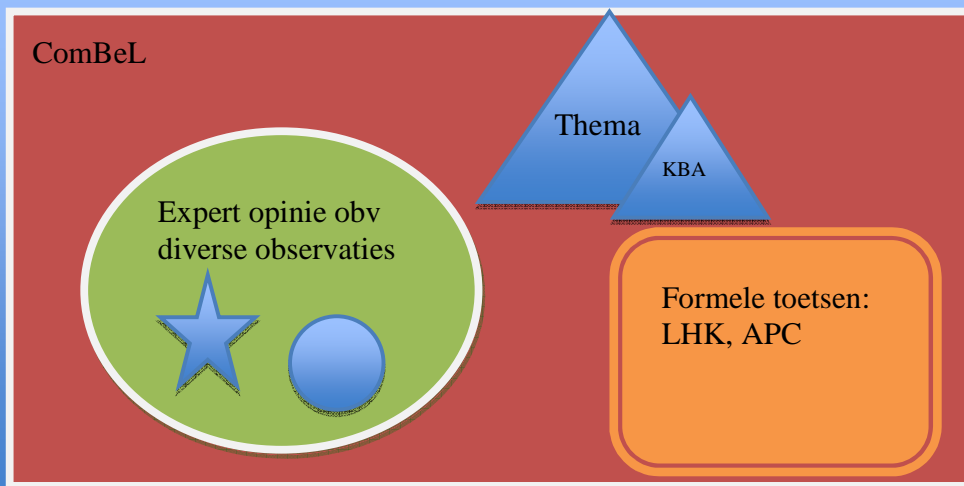 ComBeL
Thema
KBA
Expert opinie obv
diverse observaties
Formele toetsen:
LHK, APC